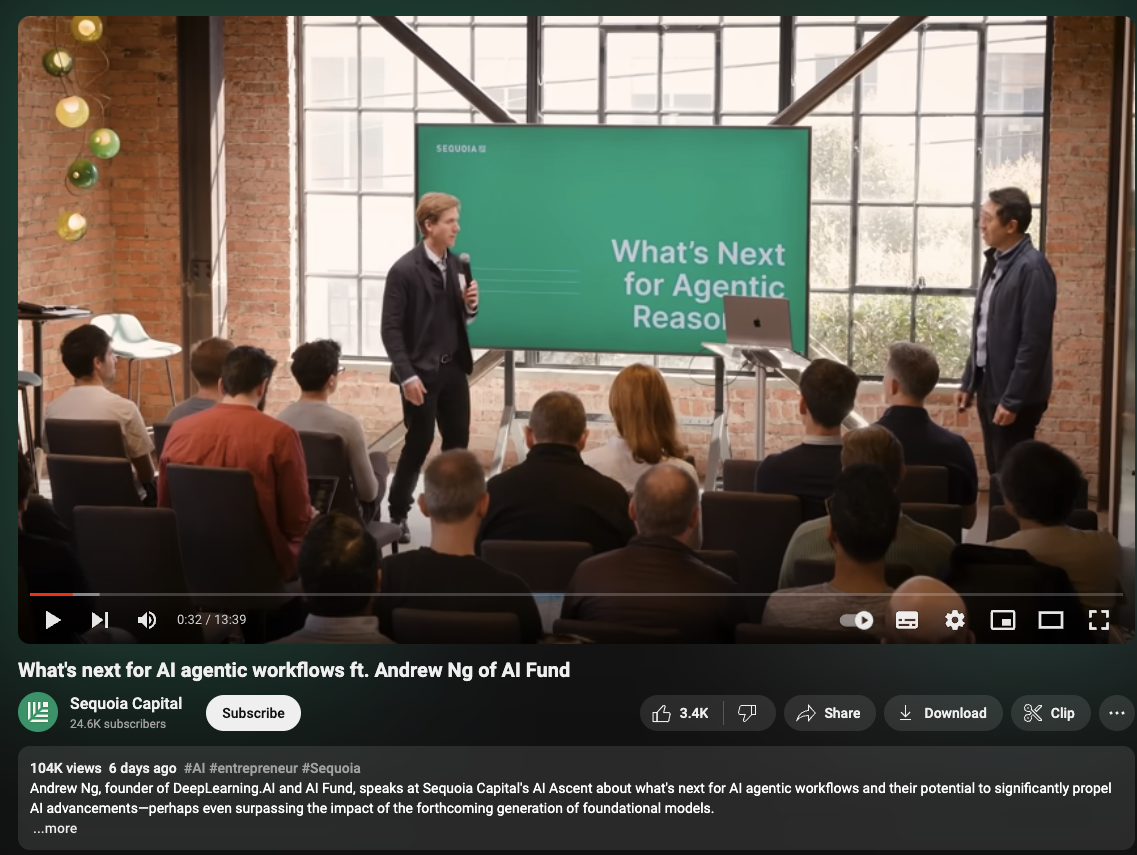 SEQUOIA
What's Next
for Agentic
Reaso
0:32 / 13:39
What's next for AI agentic workflows ft. Andrew Ng of AI Fund
Sequoia Capital
24.6K subscribers
Subscribe
3.4K
Share
Download
Clip
104K views 6 days ago #AI #entrepreneur #Sequoia
Andrew Ng, founder of DeepLearning.AI and AI Fund, speaks at Sequoia Capital's AI Ascent about what's next for AI agentic workflows and their potential to significantly propel
AI advancements—perhaps even surpassing the impact of the forthcoming generation of foundational models.
...more